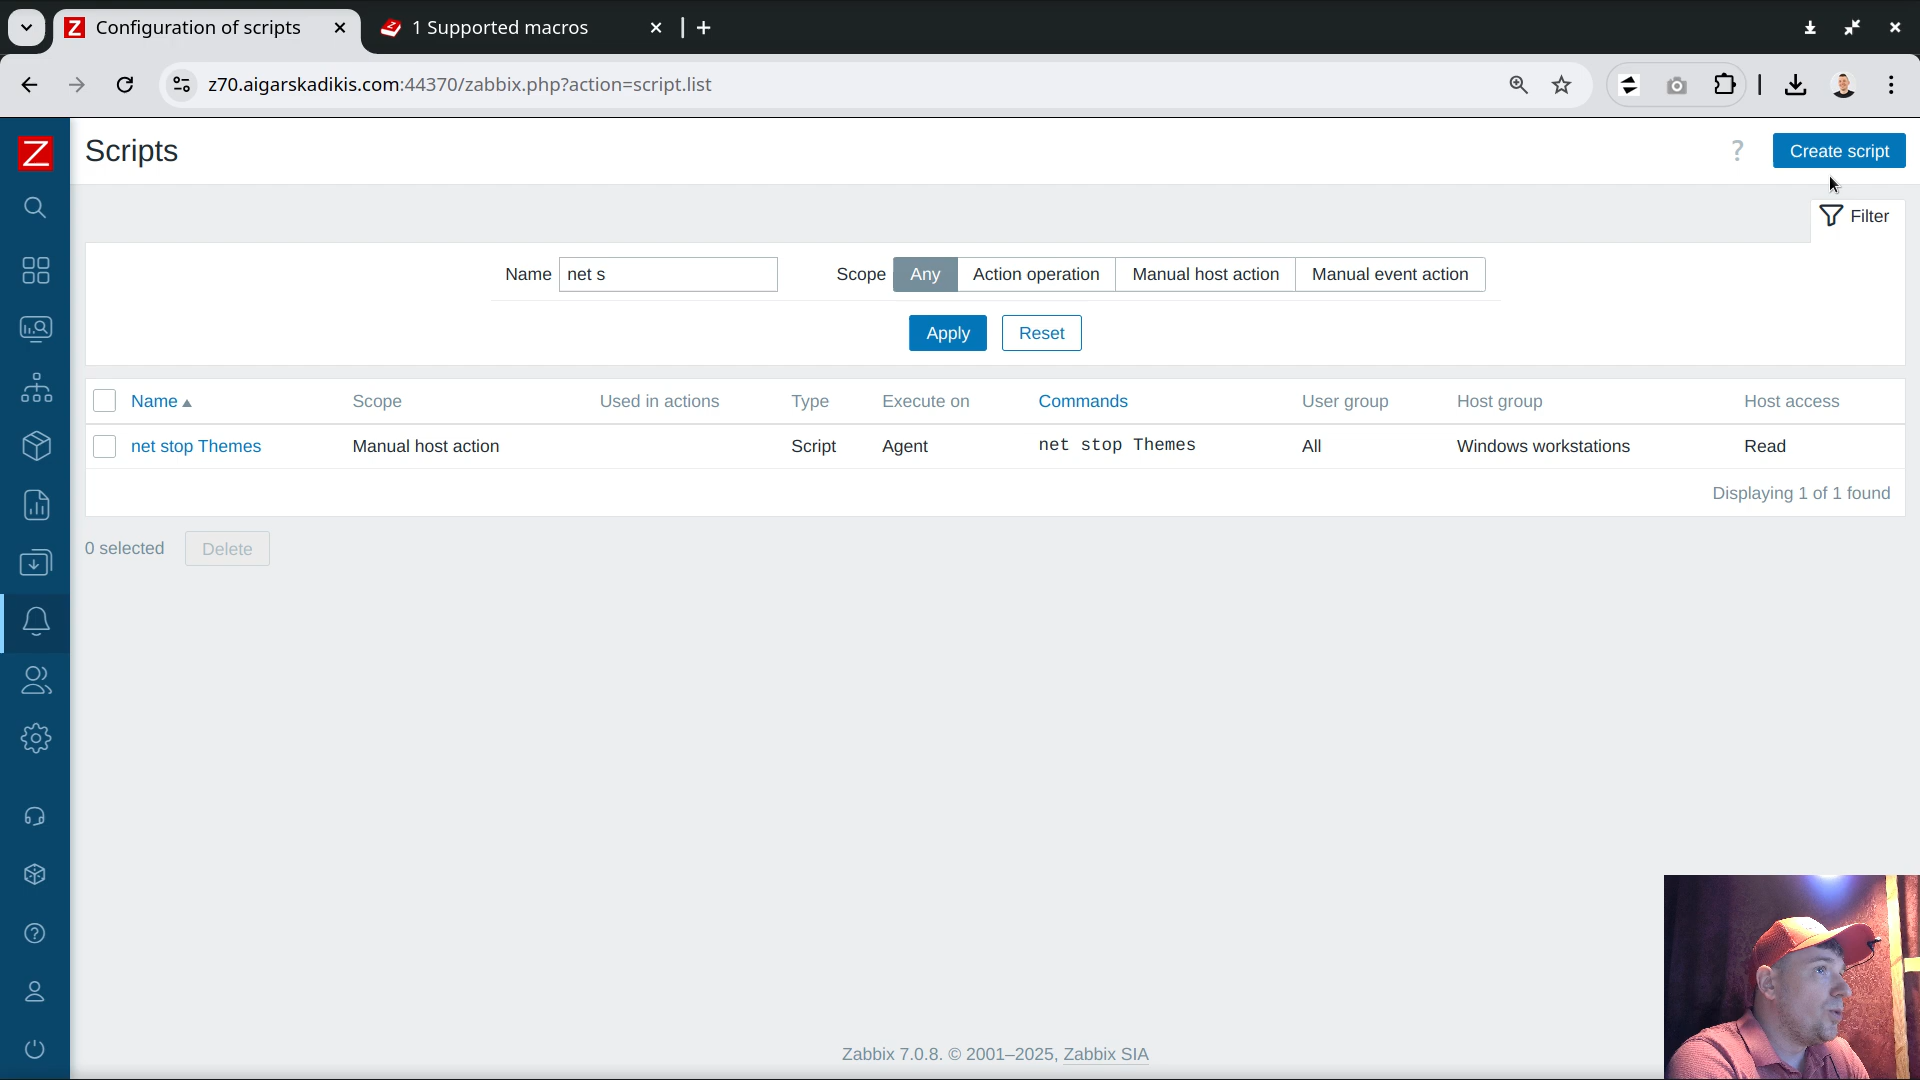 Configuration of scripts
1 Supported macros
z70.aigarskadikis.com:44370/zabbix.php?action=script.list
Z
Scripts
?
Create script
Filter
Name net s Scope Any Action operation Manual host action Manual event action
Apply Reset
Name Scope Used in actions Type Execute on Commands User group Host group Host access
net stop Themes Manual host action Script Agent net stop Themes All Windows workstations Read
Displaying 1 of 1 found
0 selected Delete
Zabbix 7.0.8. © 2001–2025, Zabbix SIA